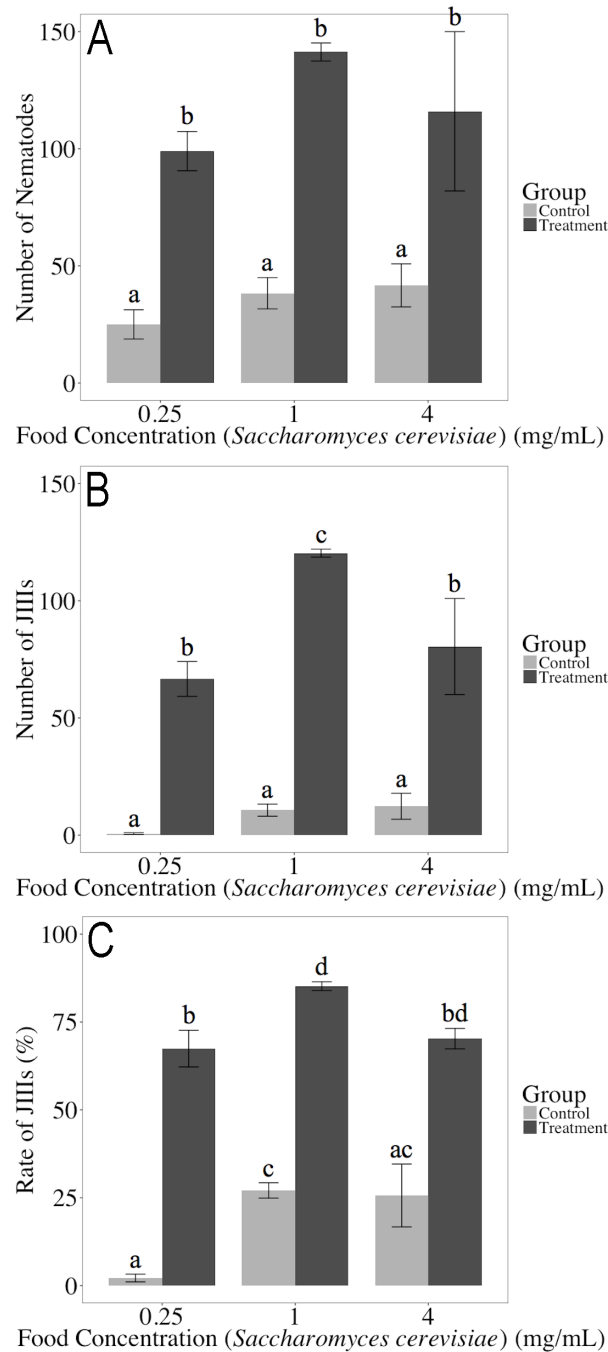 A
Number of Nematodes
150
100
50
0
b
b
b
a
a
a
0.25
1
4
Food Concentration (Saccharomyces cerevisiae) (mg/mL)
Group
Control
Treatment
B
Number of JIIIs
150
100
50
0
c
b
b
a
a
a
0.25
1
4
Food Concentration (Saccharomyces cerevisiae) (mg/mL)
Group
Control
Treatment
C
Rate of JIIIs (%)
100
75
50
25
0
d
b
bd
a
c
ac
0.25
1
4
Food Concentration (Saccharomyces cerevisiae) (mg/mL)
Group
Control
Treatment